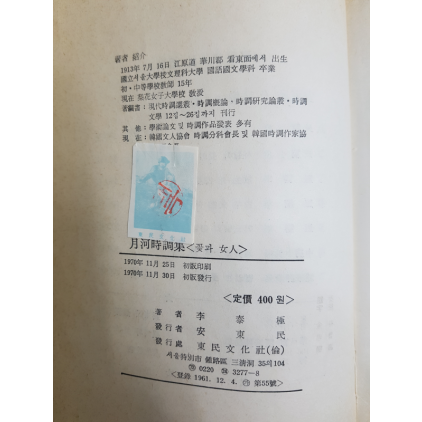 著者 紹介
1913年 7月 16日 江原道 華川郡 看東面에서 出生
國立서울大學校文理科大學 國語國文學科 卒業
初·中等學校教師 15年
現在 梨花女子大學校 教授
著編書：現代時調選叢·時調概論·時調研究論叢·時調
文學 12집～26집까지 刊行
其 他：學術論文 및 時調作品發表 多有
現 在：韓國文人協會 時調分科會長 및 韓國時調作家協
月河時調集<꽃과 女人>
1970年 11月 25日 初版印刷
1970年 11月 30日 初版發行
<定價 400원>
著者 李泰極
發行者 安東民
發行處 東民文化社(倫)
서울特別市 鍾路區 三淸洞 35의 104
0220 3277-8
<登錄 1961. 12. 4. 第55號>